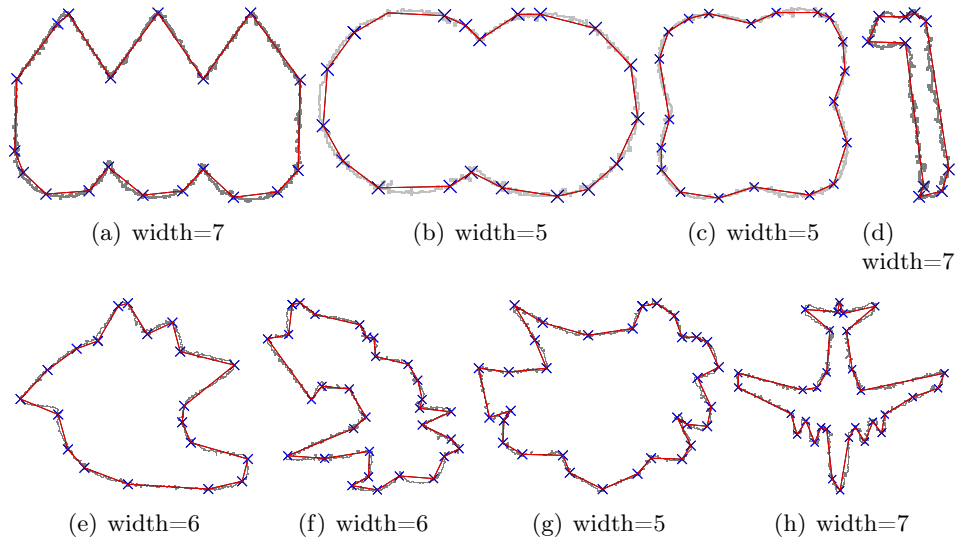 (a) width=7
(b) width=5
(c) width=5
(d)
width=7
(e) width=6
(f) width=6
(g) width=5
(h) width=7